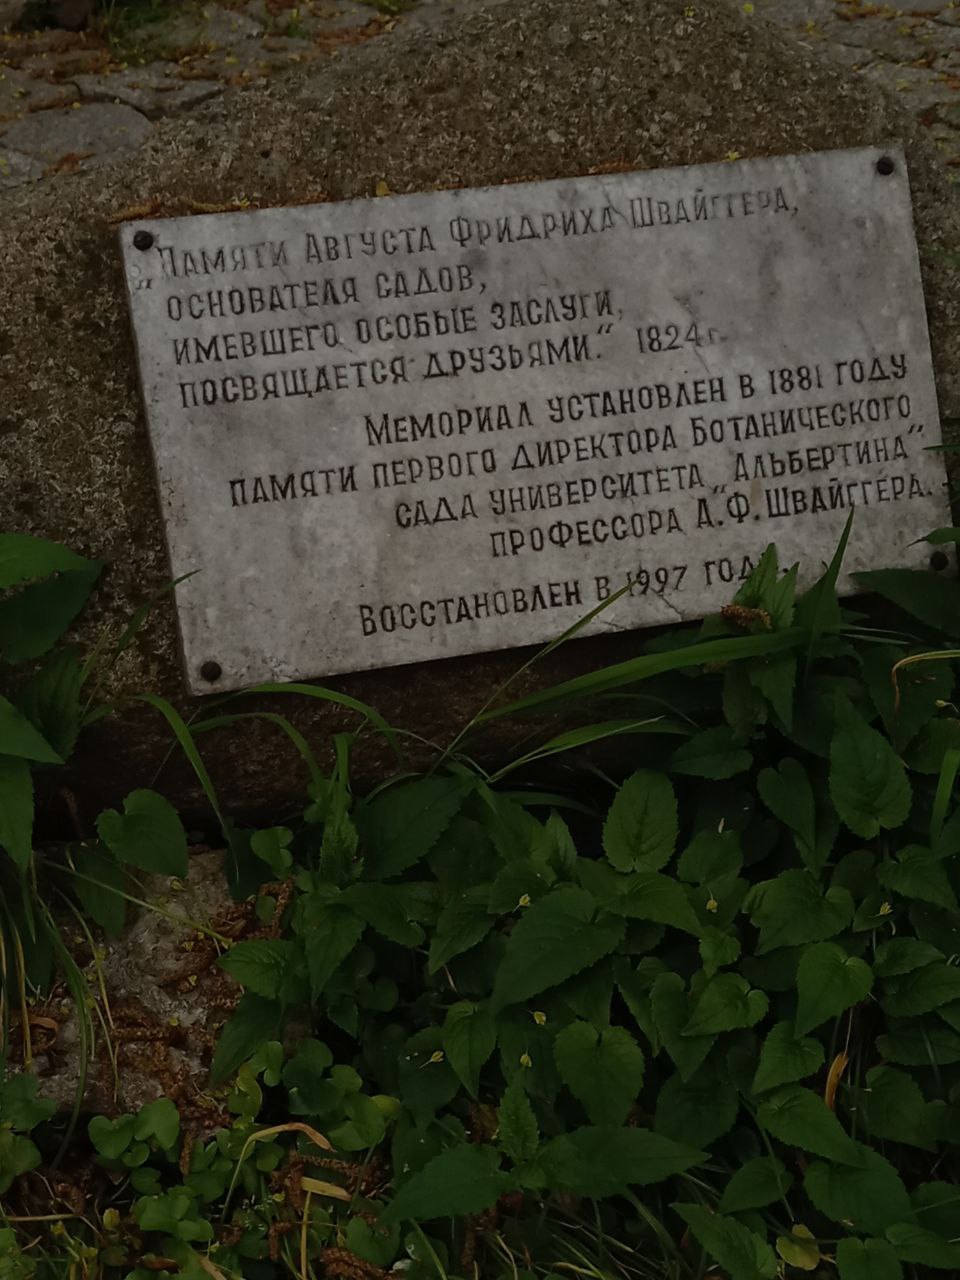 „Памяти Августа Фридриха Швайггера,
основателя садов,
имевшего особые заслуги,
посвящается друзьями.“ 1824 г.
Мемориал установлен в 1881 году
памяти первого директора Ботанического
сада университета „Альбертина“
профессора А.Ф. Швайггера.
Восстановлен в 1997 году.